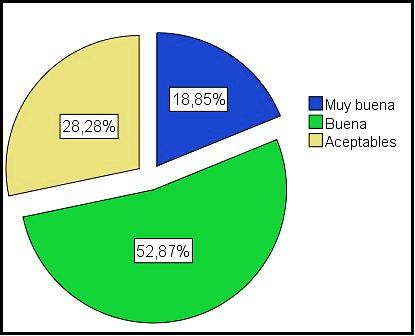 18,85%
28,28%
52,87%
Muy buena
Buena
Aceptables